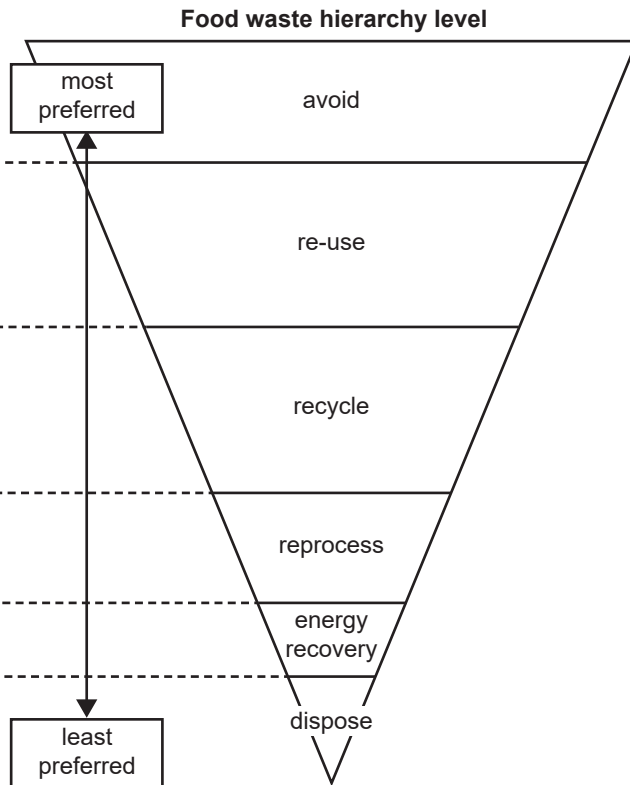 Food waste hierarchy level
most
preferred
avoid
re-use
recycle
reprocess
energy
recovery
dispose
least
preferred